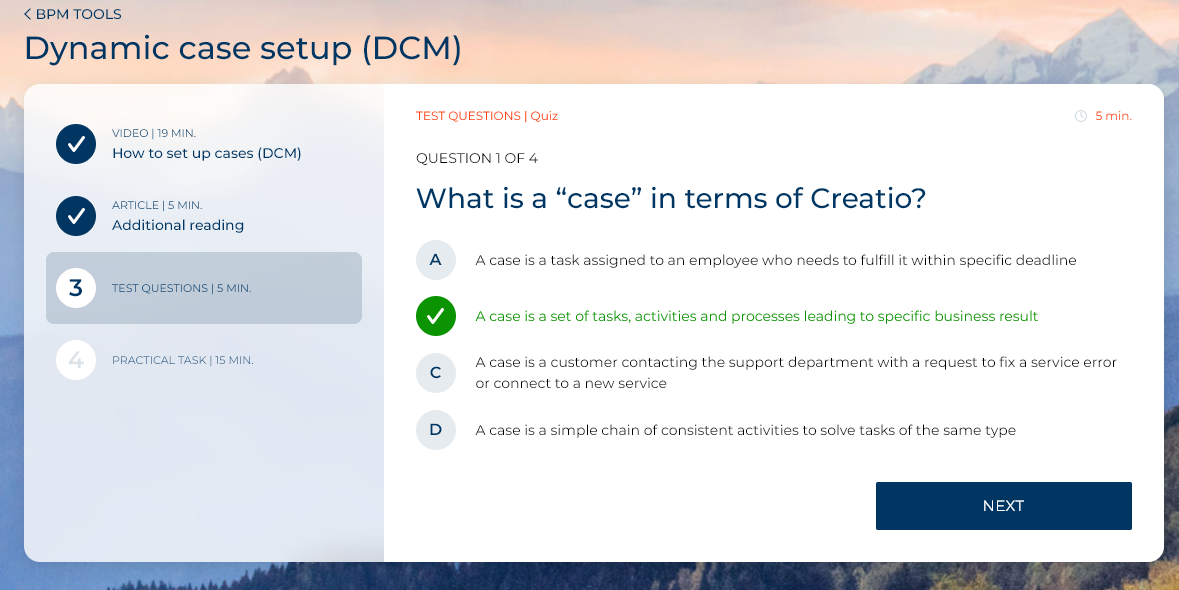 BPM TOOLS
Dynamic case setup (DCM)
VIDEO | 19 MIN.
How to set up cases (DCM)
ARTICLE | 5 MIN.
Additional reading
3
TEST QUESTIONS | 5 MIN.
4
PRACTICAL TASK | 15 MIN.
TEST QUESTIONS | Quiz
5 min.
QUESTION 1 OF 4
What is a “case” in terms of Creatio?
A
A case is a task assigned to an employee who needs to fulfill it within specific deadline
A case is a set of tasks, activities and processes leading to specific business result
C
A case is a customer contacting the support department with a request to fix a service error
or connect to a new service
D
A case is a simple chain of consistent activities to solve tasks of the same type
NEXT